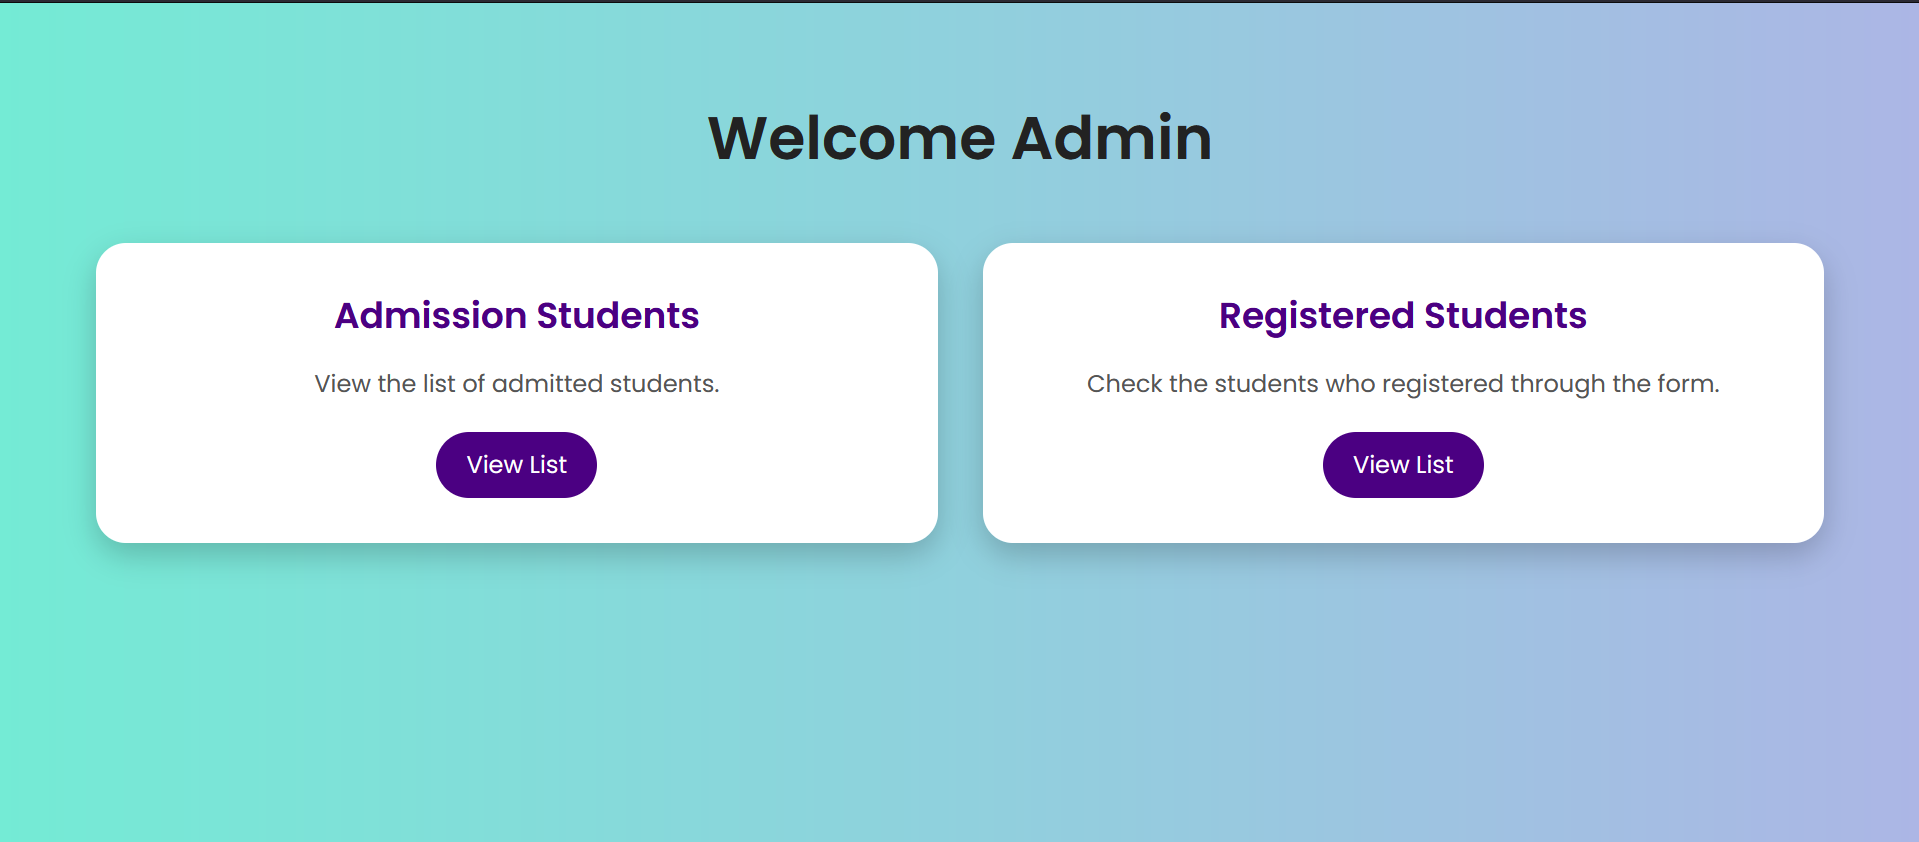 Welcome Admin
Admission Students
View the list of admitted students.
View List
Registered Students
Check the students who registered through the form.
View List